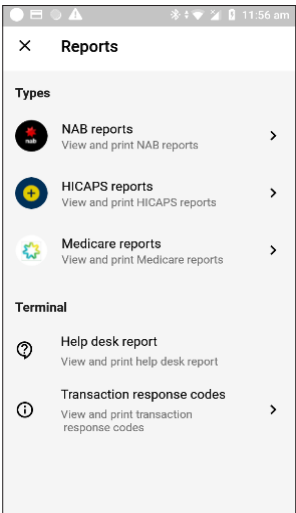 11:56 am
Reports
Types
nab
NAB reports
View and print NAB reports
HICAPS reports
View and print HICAPS reports
Medicare reports
View and print Medicare reports
Terminal
Help desk report
View and print help desk report
Transaction response codes
View and print transaction
response codes